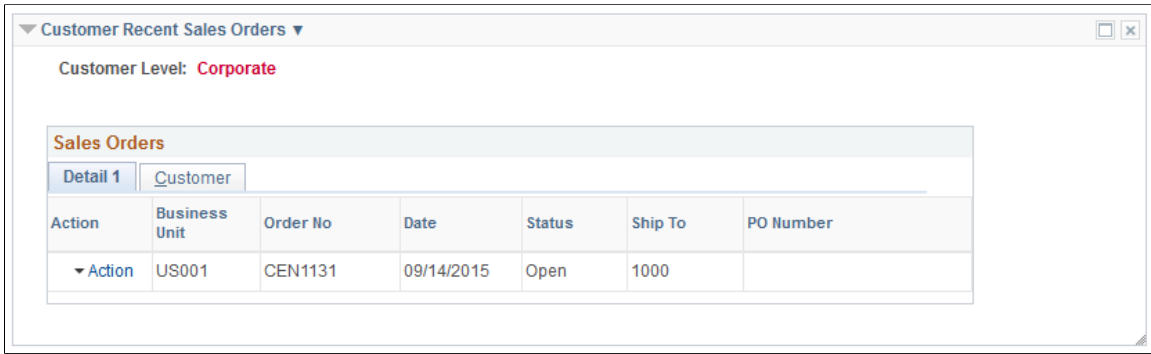 Customer Recent Sales Orders
Customer Level: Corporate
Sales Orders
Detail 1 Customer
Action Business Unit Order No Date Status Ship To PO Number
Action US001 CEN1131 09/14/2015 Open 1000